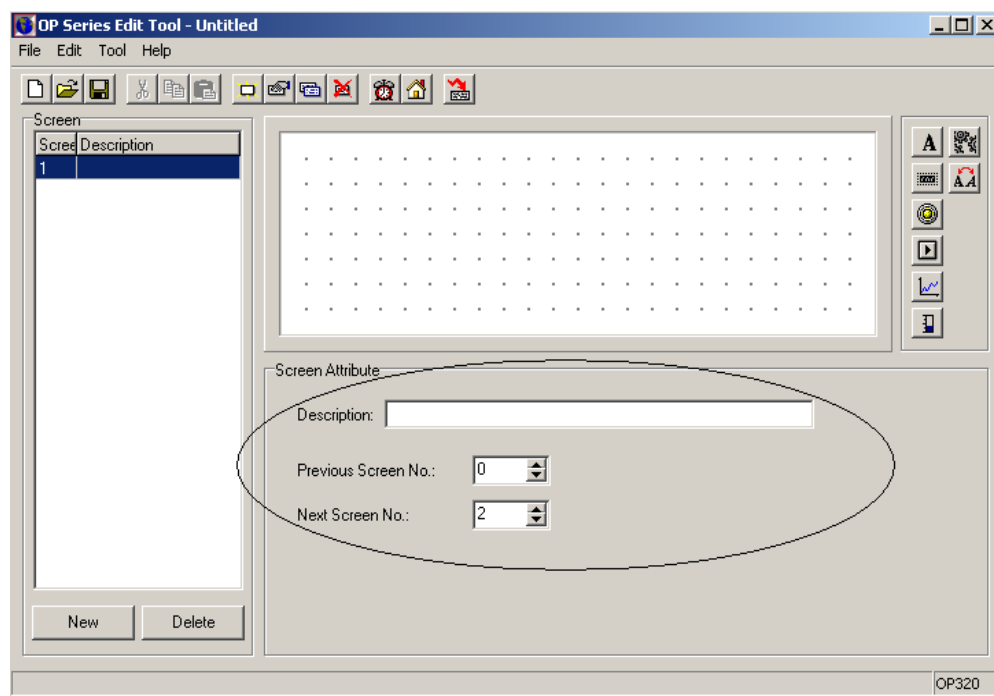 OP Series Edit Tool - Untitled
File Edit Tool Help
Screen
Scree Description
1
A
A A
Screen Attribute
Description:
Previous Screen No.: 0
Next Screen No.: 2
New Delete
OP320